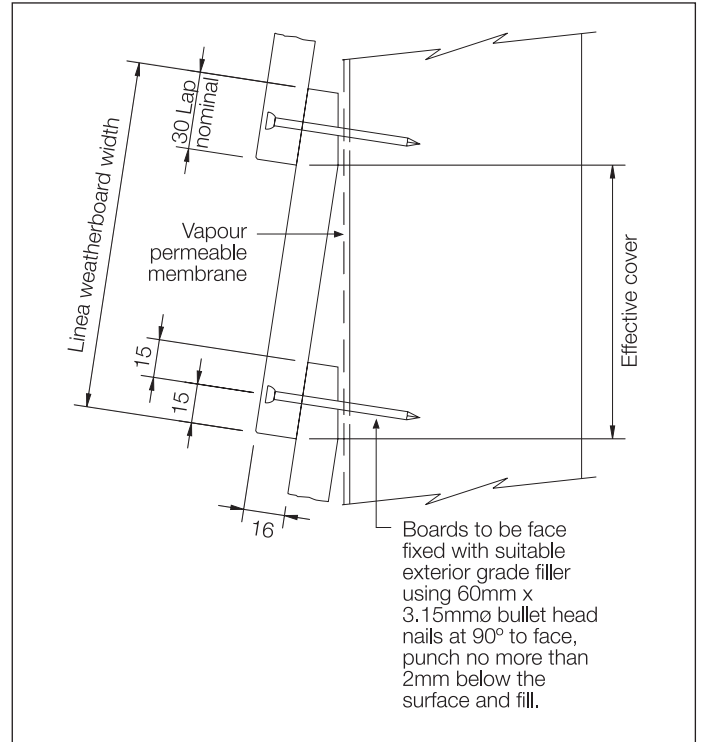 30 Lap
nominal
Linea weatherboard width
Vapour
permeable
membrane
Effective cover
15
15
16
Boards to be face
fixed with suitable
exterior grade filler
using 60mm x
3.15mmø bullet head
nails at 90º to face,
punch no more than
2mm below the
surface and fill.